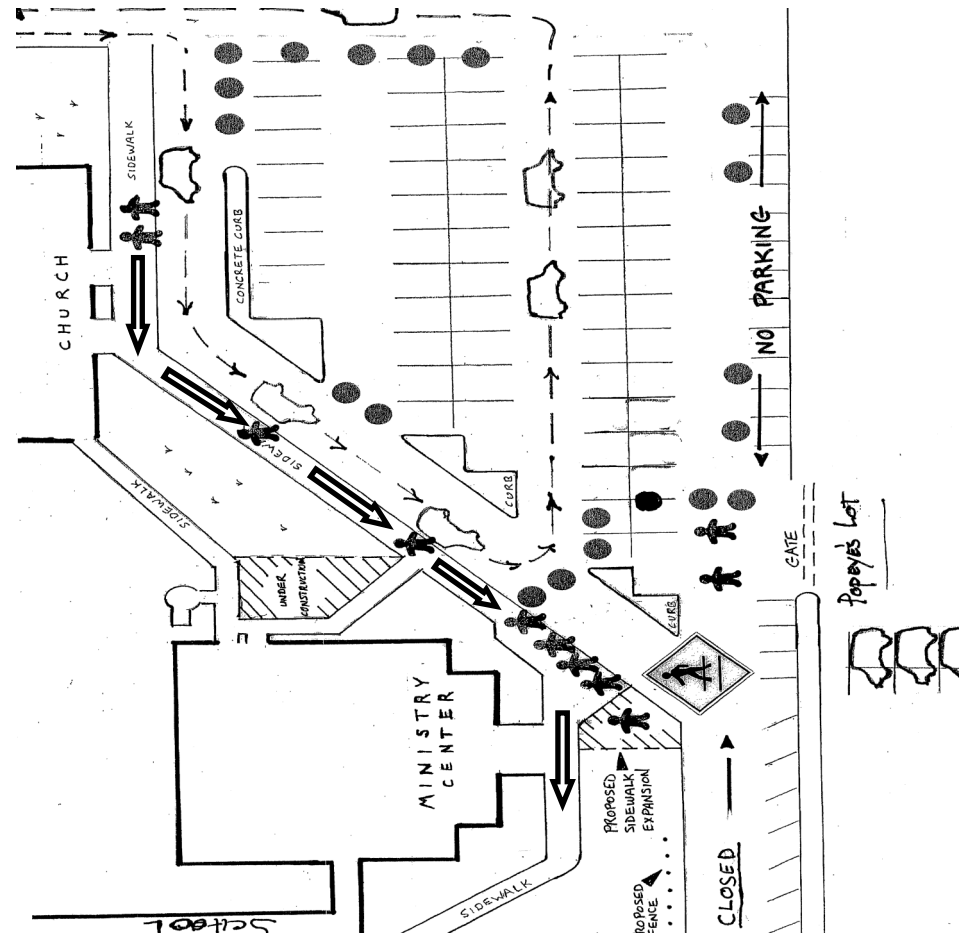 SIDEWALK
CHURCH
CONCRETE CURB
NO PARKING
SIDEWALK
SIDEWALK
CURB
UNDER
CONSTRUCTION
GATE
POPEYE'S LOT
CURB
MINISTRY
CENTER
PROPOSED
SIDEWALK
EXPANSION
PROPOSED
FENCE
CLOSED
SIDEWALK
SCHOOL